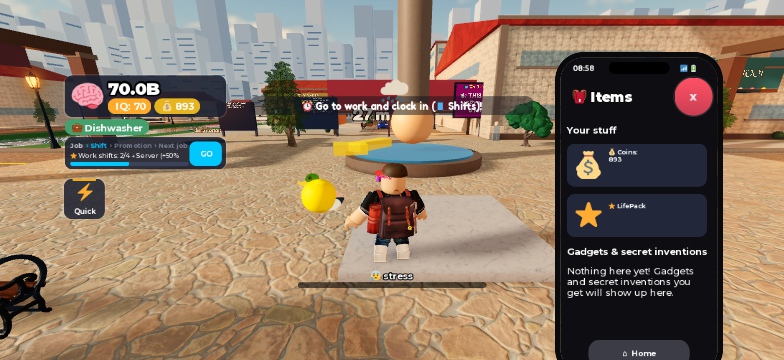 70.0B
IQ: 70
893
Dishwasher
Job › Shift › Promotion › Next job
Work shifts: 2/4 → Server (+50%
GO
Quick
Go to work and clock in (Shifts)!
27m
stress
08:58
Items
X
Your stuff
Coins:
893
LifePack
Gadgets & secret inventions
Nothing here yet! Gadgets
and secret inventions you
get will show up here.
Home